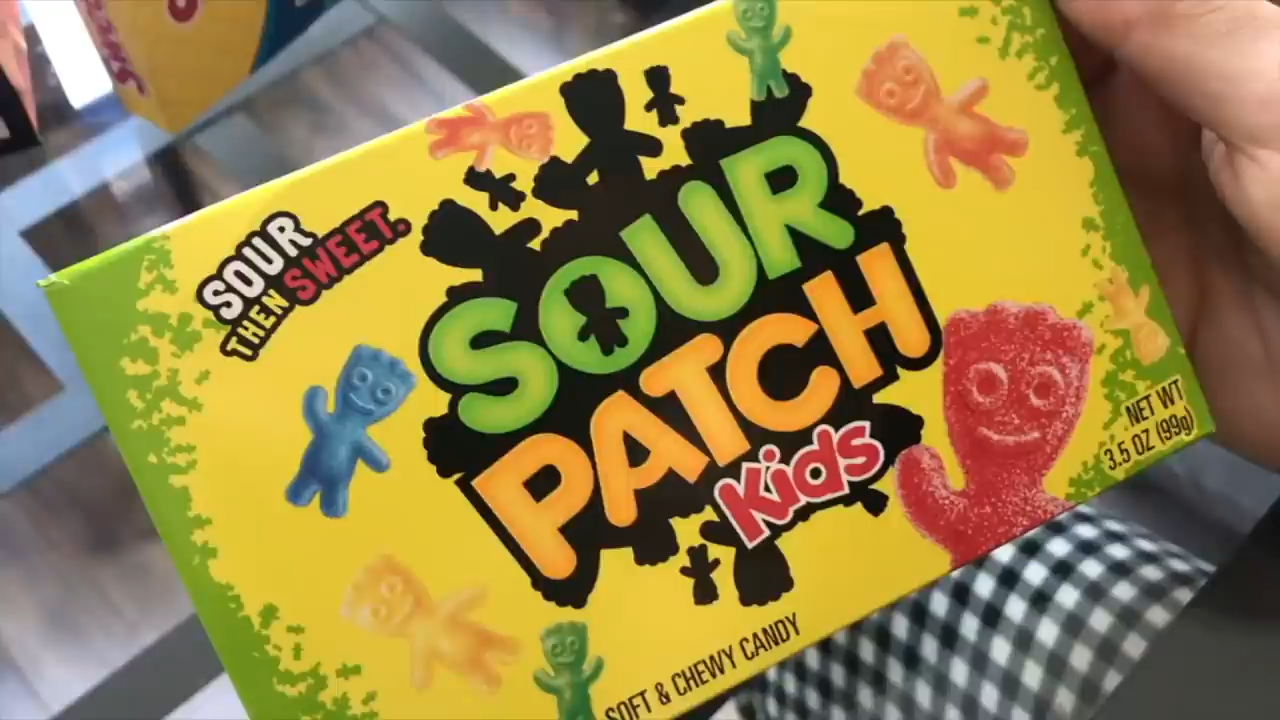 SOUR
THEN SWEET.
SOUR
PATCH
Kids
NET WT
3.5 OZ (99g)
SOFT & CHEWY CANDY